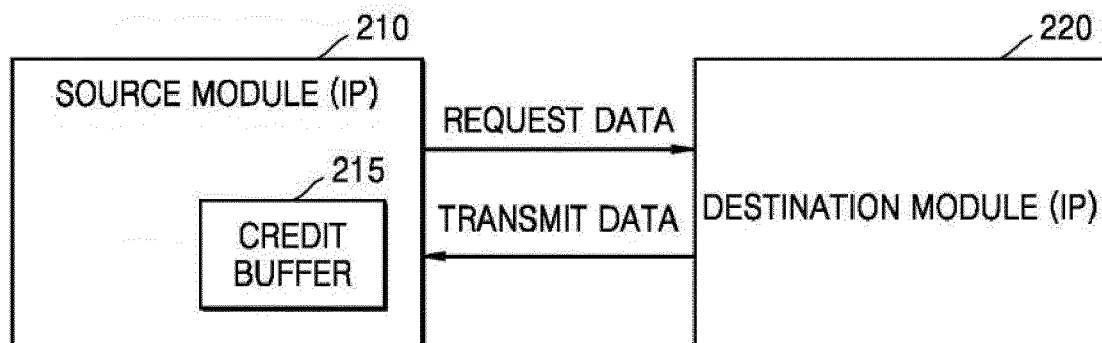 210
220
SOURCE MODULE (IP)
REQUEST DATA
215
CREDIT
BUFFER
TRANSMIT DATA
DESTINATION MODULE (IP)